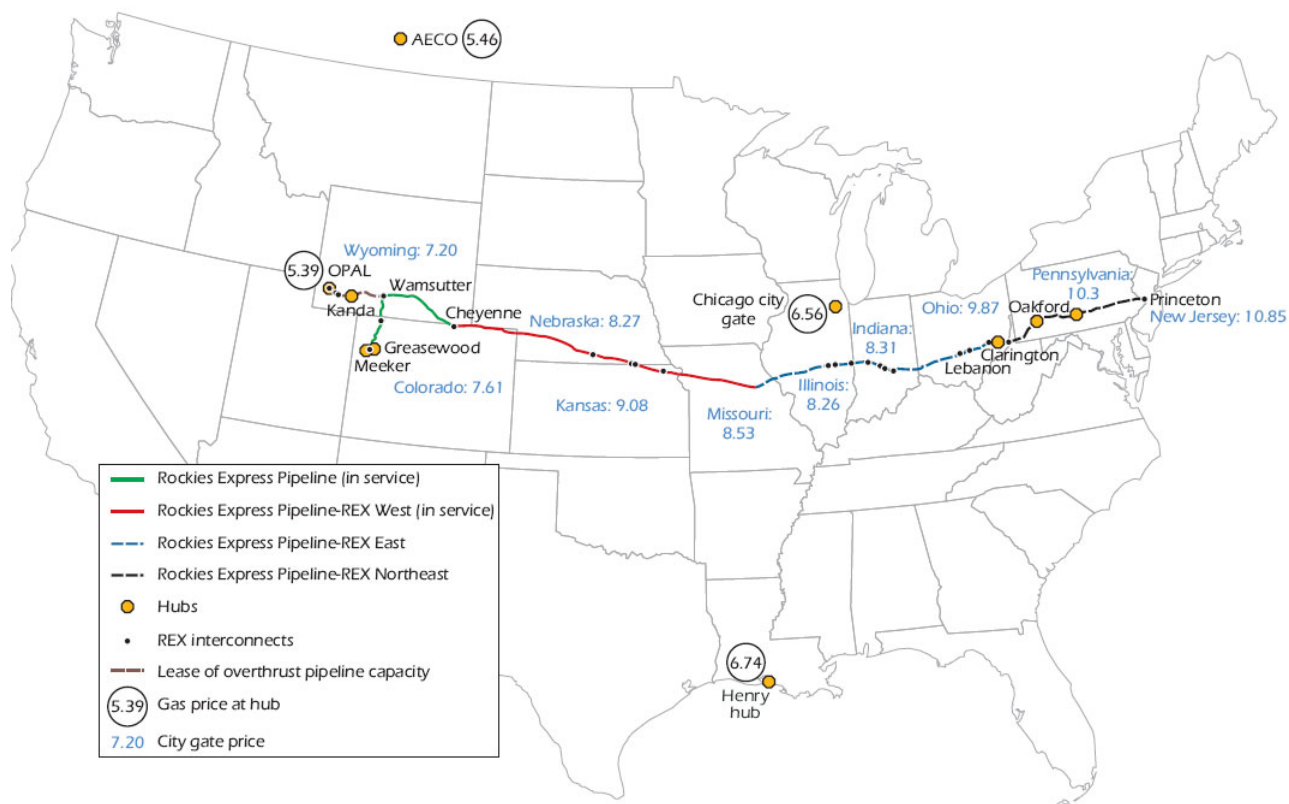 AECO 5.46
Wyoming: 7.20
5.39
OPAL
Wamsutter
Kanda
Cheyenne
Greasewood
Meeker
Colorado: 7.61
Nebraska: 8.27
Kansas: 9.08
Missouri:
8.53
Chicago city
gate
6.56
Illinois:
8.26
Indiana:
8.31
Ohio: 9.87
Lebanon
Clarington
Oakford
Pennsylvania:
10.3
Princeton
New Jersey: 10.85
Rockies Express Pipeline (in service)
Rockies Express Pipeline-REX West (in service)
Rockies Express Pipeline-REX East
Rockies Express Pipeline-REX Northeast
Hubs
REX interconnects
Lease of overthrust pipeline capacity
5.39 Gas price at hub
7.20 City gate price
6.74
Henry
hub